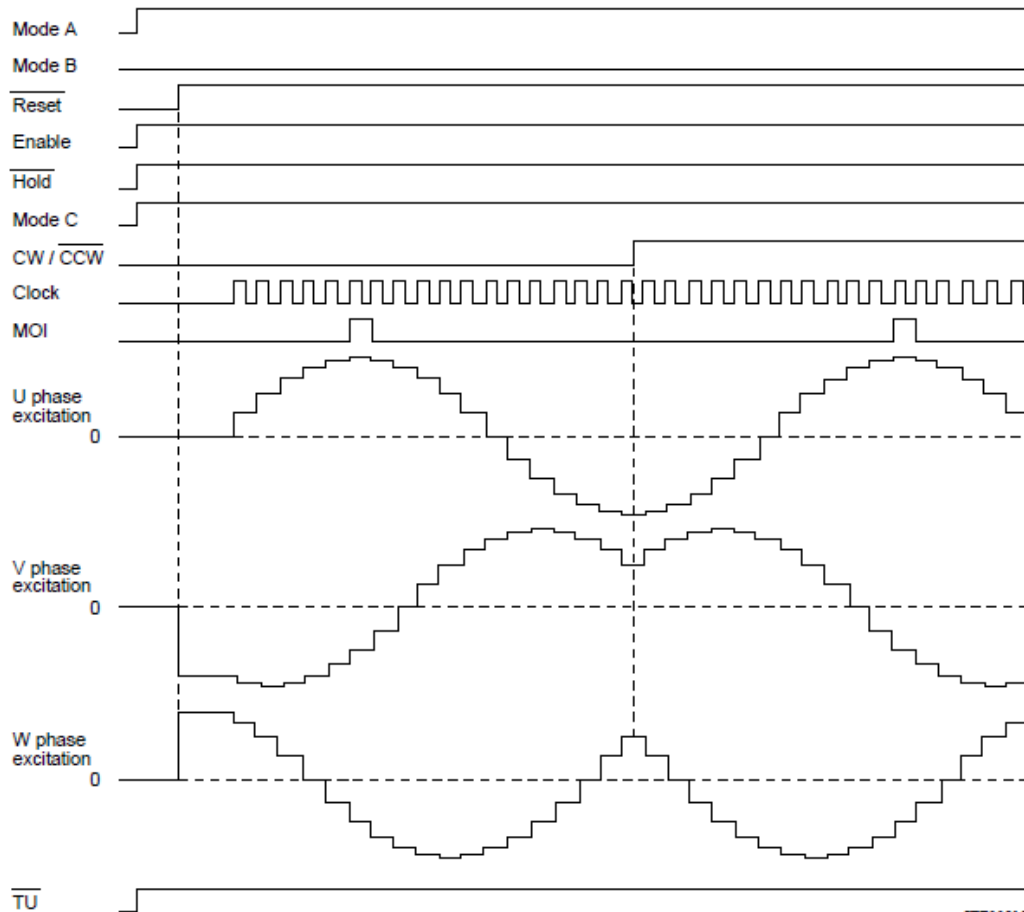 Mode A
Mode B
Reset
Enable
Hold
Mode C
CW / CCW
Clock
MOI
U phase
excitation
0
V phase
excitation
0
W phase
excitation
0
TU